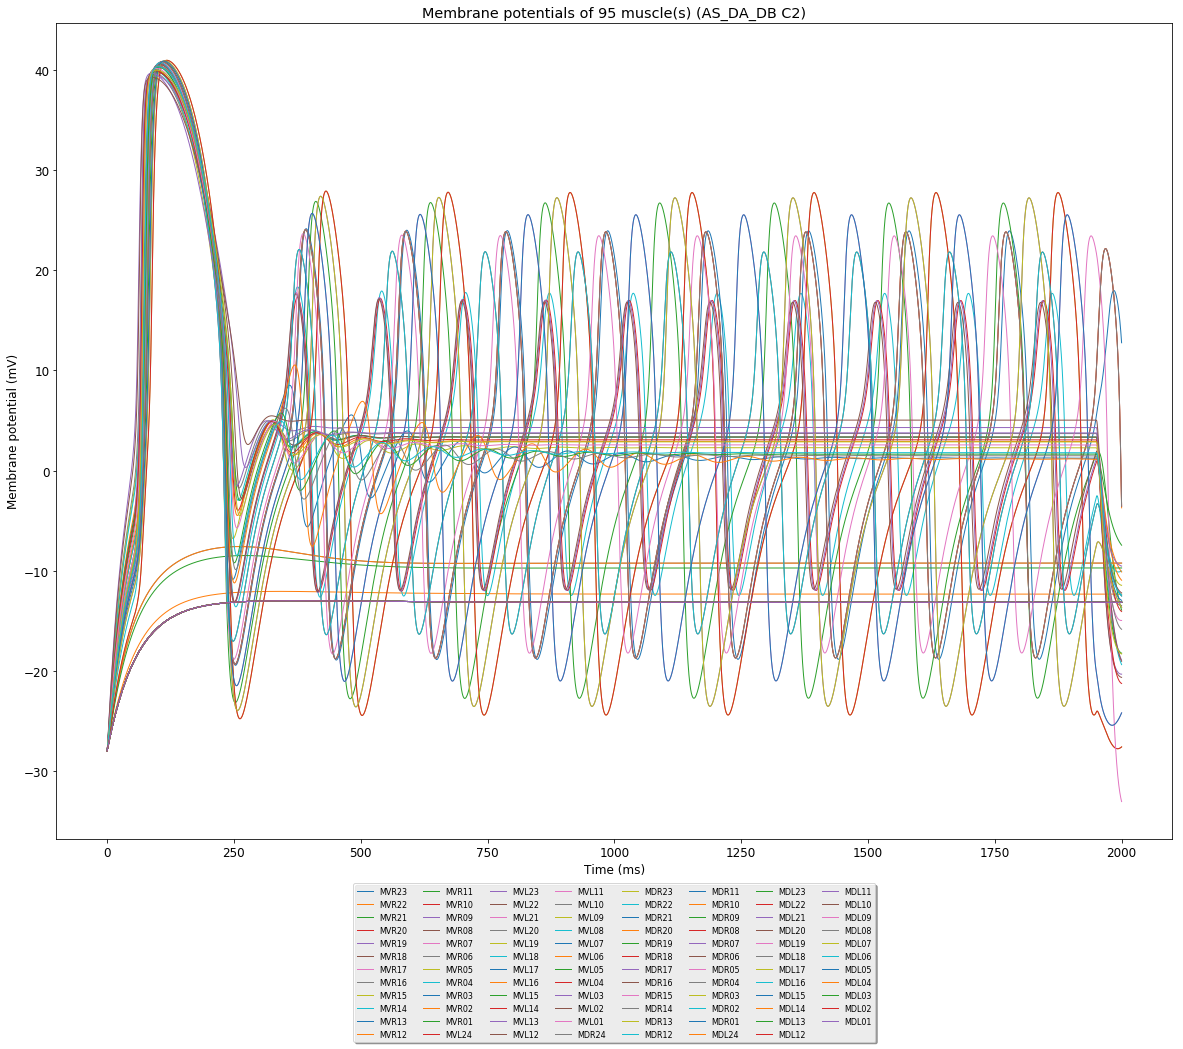 Membrane potentials of 95 muscle(s) (AS_DA_DB C2)
40
30
20
10
0
−10
−20
−30
Membrane potential (mV)
0 250 500 750 1000 1250 1500 1750 2000
Time (ms)
MVR23 MVR11 MVL23 MVL11 MDR23 MDR11 MDL23 MDL11
MVR22 MVR10 MVL22 MVL10 MDR22 MDR10 MDL22 MDL10
MVR21 MVR09 MVL21 MVL09 MDR21 MDR09 MDL21 MDL09
MVR20 MVR08 MVL20 MVL08 MDR20 MDR08 MDL20 MDL08
MVR19 MVR07 MVL19 MVL07 MDR19 MDR07 MDL19 MDL07
MVR18 MVR06 MVL18 MVL06 MDR18 MDR06 MDL18 MDL06
MVR17 MVR05 MVL17 MVL05 MDR17 MDR05 MDL17 MDL05
MVR16 MVR04 MVL16 MVL04 MDR16 MDR04 MDL16 MDL04
MVR15 MVR03 MVL15 MVL03 MDR15 MDR03 MDL15 MDL03
MVR14 MVR02 MVL14 MVL02 MDR14 MDR02 MDL14 MDL02
MVR13 MVR01 MVL13 MVL01 MDR13 MDR01 MDL13 MDL01
MVR12 MVL24 MVL12 MDR24 MDR12 MDL24 MDL12